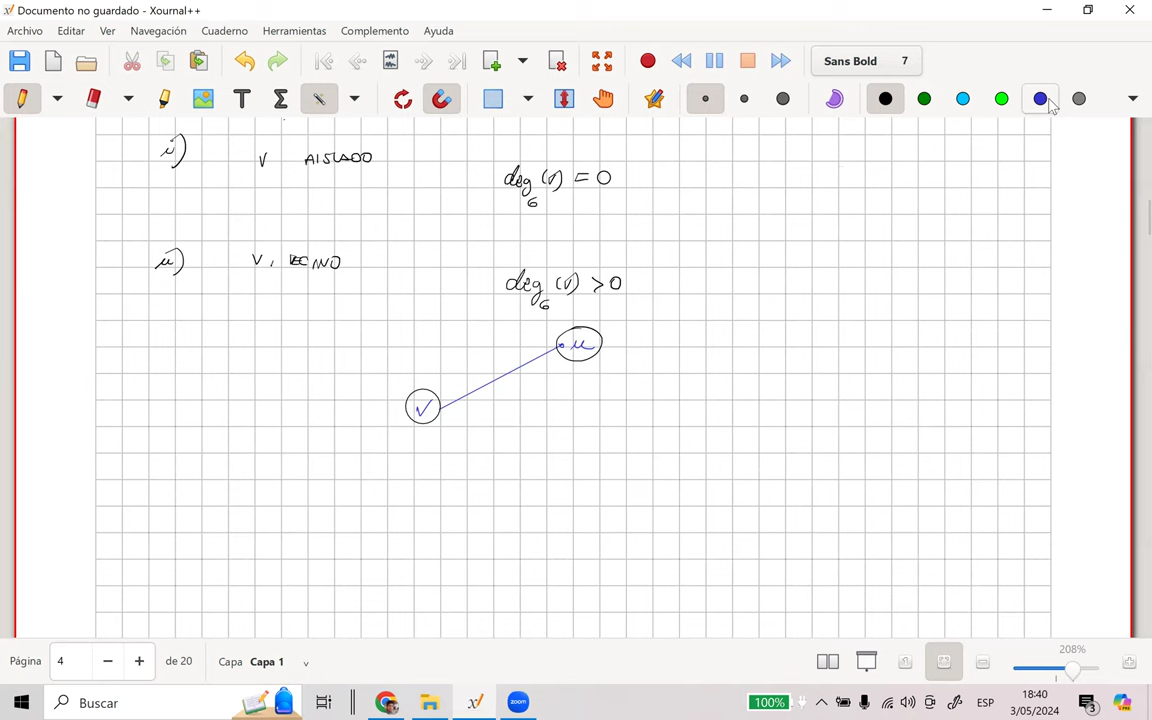 Documento no guardado - Xournal++
Archivo Editar Ver Navegación Cuaderno Herramientas Complemento Ayuda
Sans Bold 7
ii) V AISLADO
deg_G (V) = 0
V, VECINO
deg_G (V) > 0
u
V
Página 4 de 20 Capa Capa 1 208%
Buscar zoom 100% ESP 18:40 3/05/2024 3